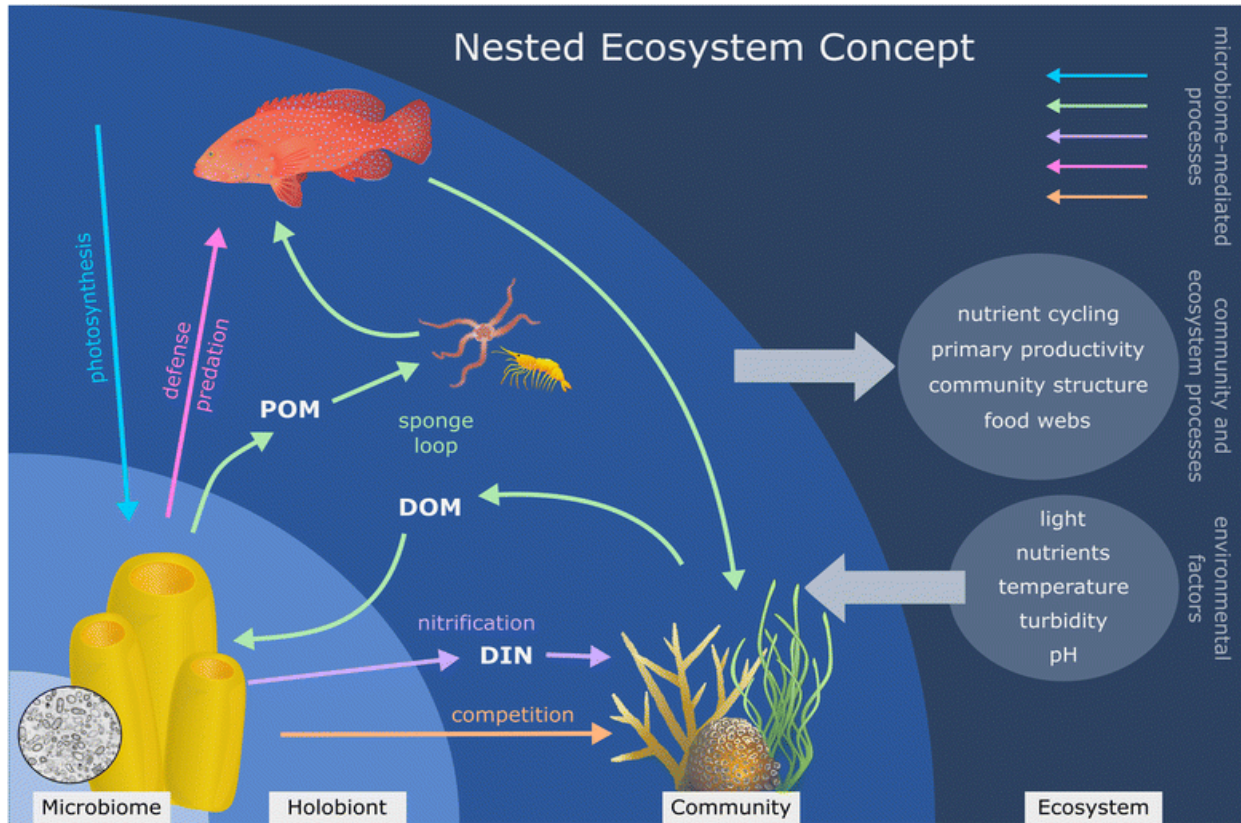 Nested Ecosystem Concept
microbiome-mediated
processes
photosynthesis
defense
predation
POM
sponge
loop
DOM
nitrification
DIN
competition
nutrient cycling
primary productivity
community structure
food webs
community and
ecosystem processes
light
nutrients
temperature
turbidity
pH
environmental
factors
Microbiome
Holobiont
Community
Ecosystem